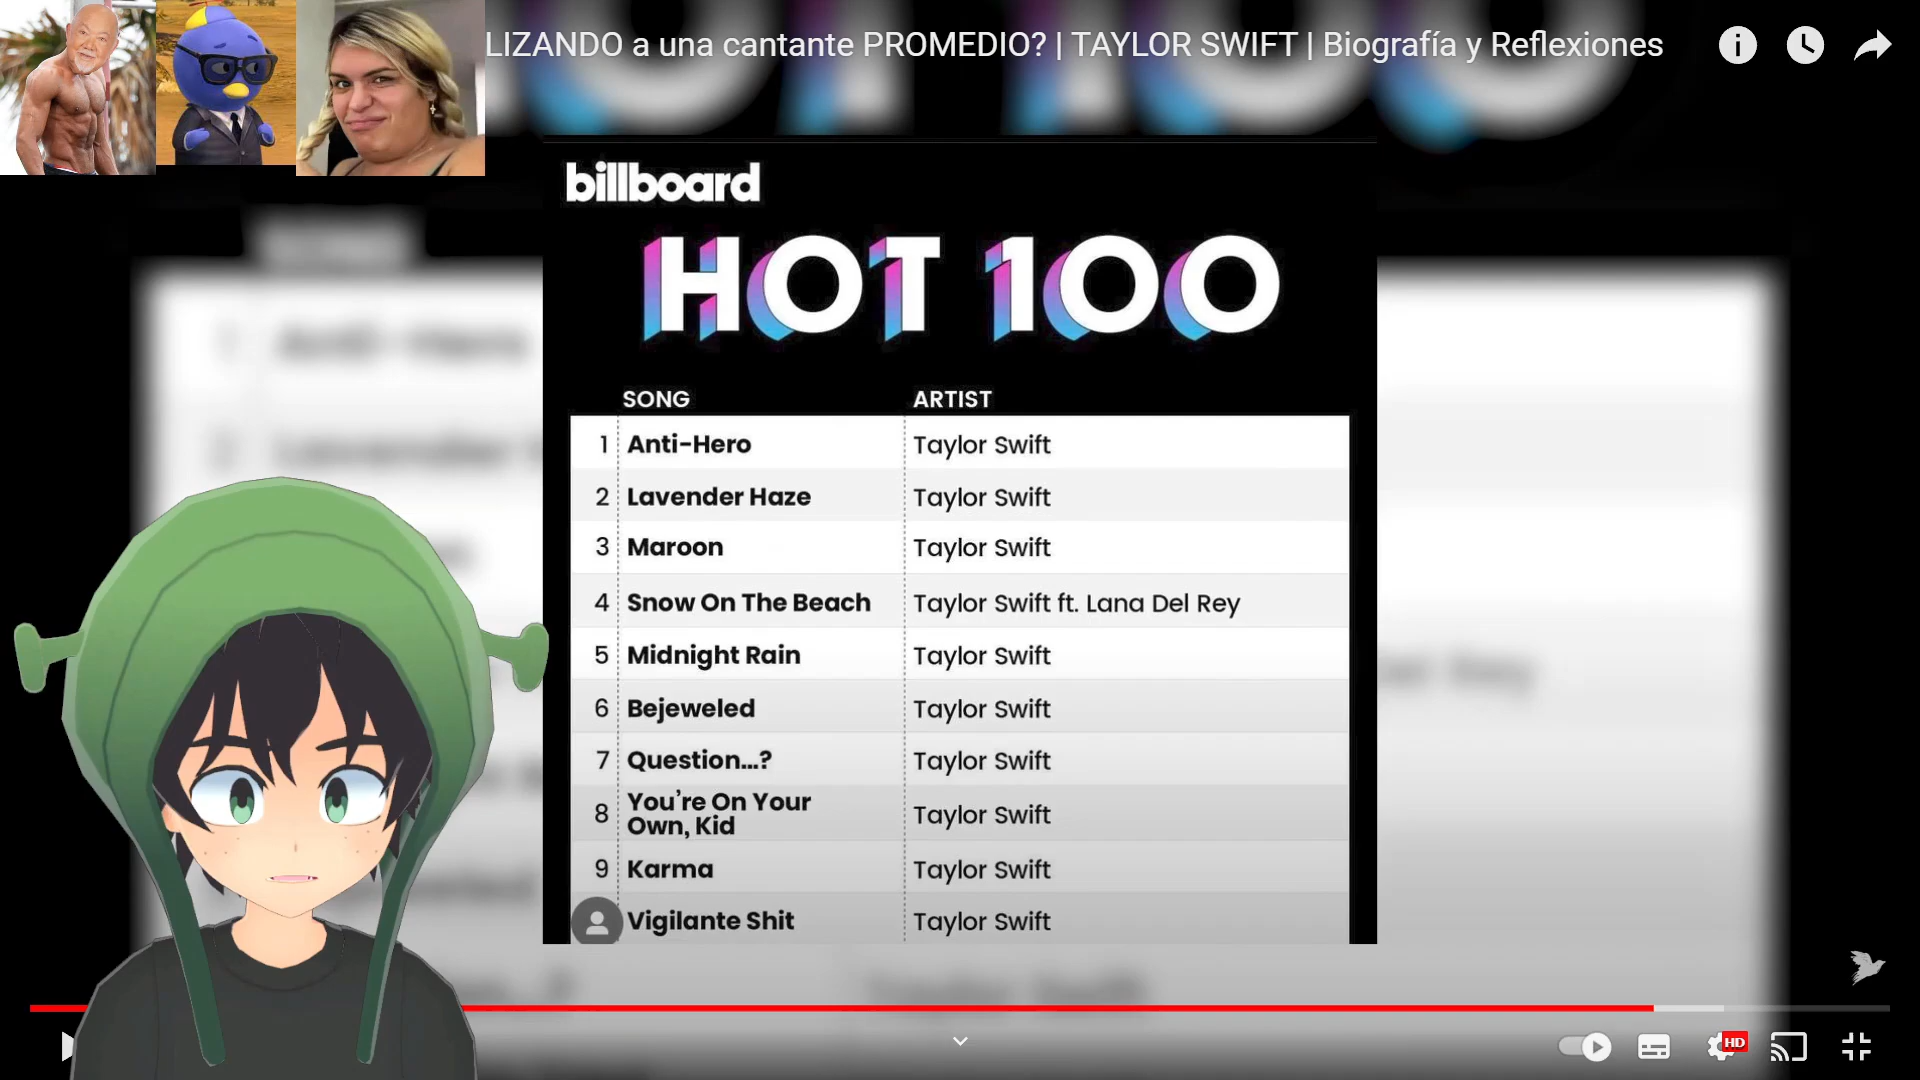 LIZANDO a una cantante PROMEDIO? | TAYLOR SWIFT | Biografía y Reflexiones
billboard
HOT 100
SONG ARTIST
1 Anti-Hero Taylor Swift
2 Lavender Haze Taylor Swift
3 Maroon Taylor Swift
4 Snow On The Beach Taylor Swift ft. Lana Del Rey
5 Midnight Rain Taylor Swift
6 Bejeweled Taylor Swift
7 Question...? Taylor Swift
8 You’re On Your Own, Kid Taylor Swift
9 Karma Taylor Swift
Vigilante Shit Taylor Swift
HD